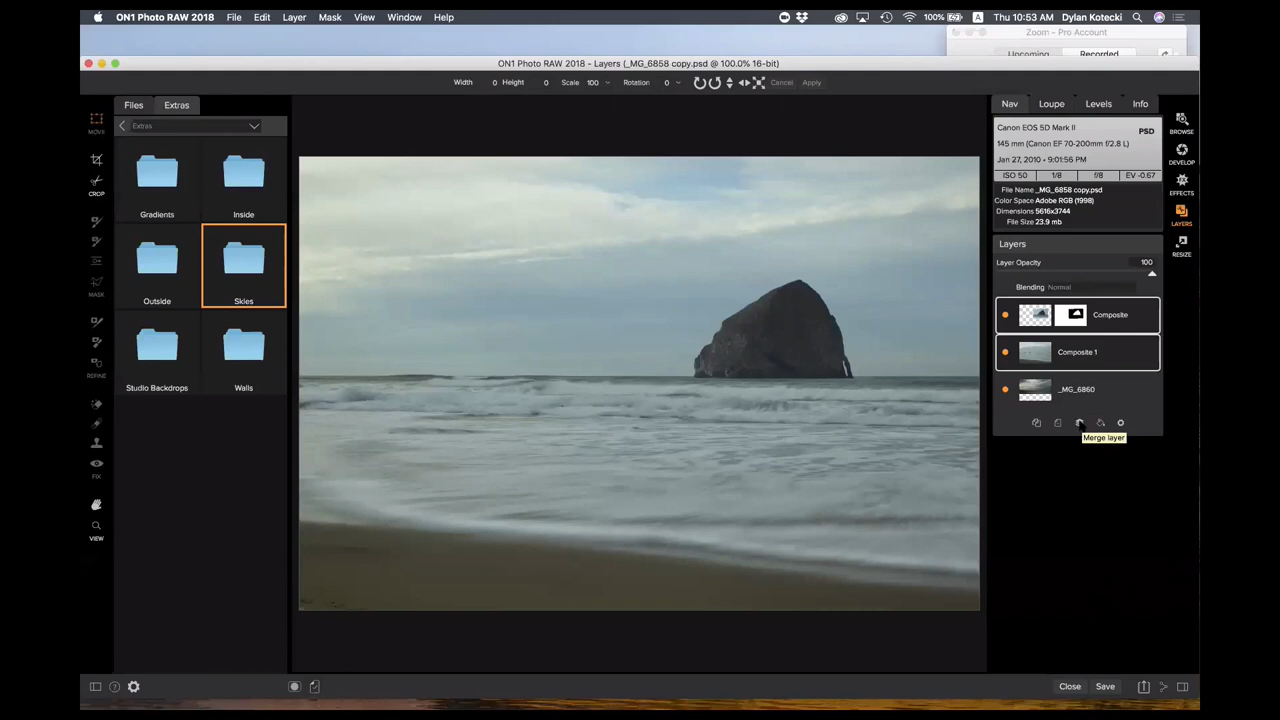 ON1 Photo RAW 2018 File Edit Layer Mask View Window Help 100% A Thu 10:53 AM Dylan Kotecki
Zoom - Pro Account
Upcoming Recorded
ON1 Photo RAW 2018 - Layers (_MG_6858 copy.psd @ 100.0% 16-bit)
Width 0 Height 0 Scale 100 Rotation 0 Cancel Apply
Files Extras
Extras
Gradients Inside
Outside Skies
Studio Backdrops Walls
MOVE
CROP
MASK
REFINE
FIX
VIEW
Nav Loupe Levels Info
Canon EOS 5D Mark II PSD
145 mm (Canon EF 70-200mm f/2.8 L)
Jan 27, 2010 • 9:01:56 PM
ISO 50 1/8 f/8 EV -0.67
File Name _MG_6858 copy.psd
Color Space Adobe RGB (1998)
Dimensions 5616x3744
File Size 23.9 mb
Layers
Layer Opacity 100
Blending Normal
Composite
Composite 1
_MG_6860
Merge layer
BROWSE
DEVELOP
EFFECTS
LAYERS
RESIZE
Close Save